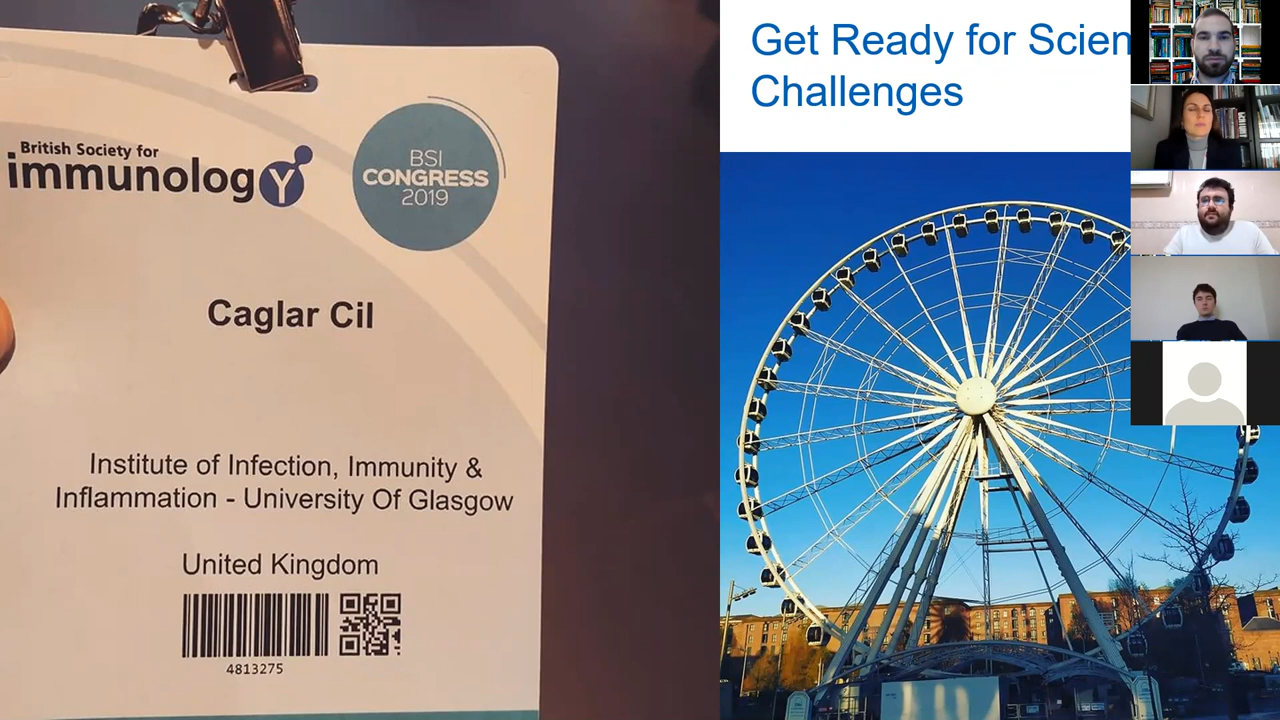 British Society for
immunology
BSI
CONGRESS
2019
Caglar Cil
Institute of Infection, Immunity &
Inflammation - University Of Glasgow
United Kingdom
4813275
Get Ready for Scien
Challenges